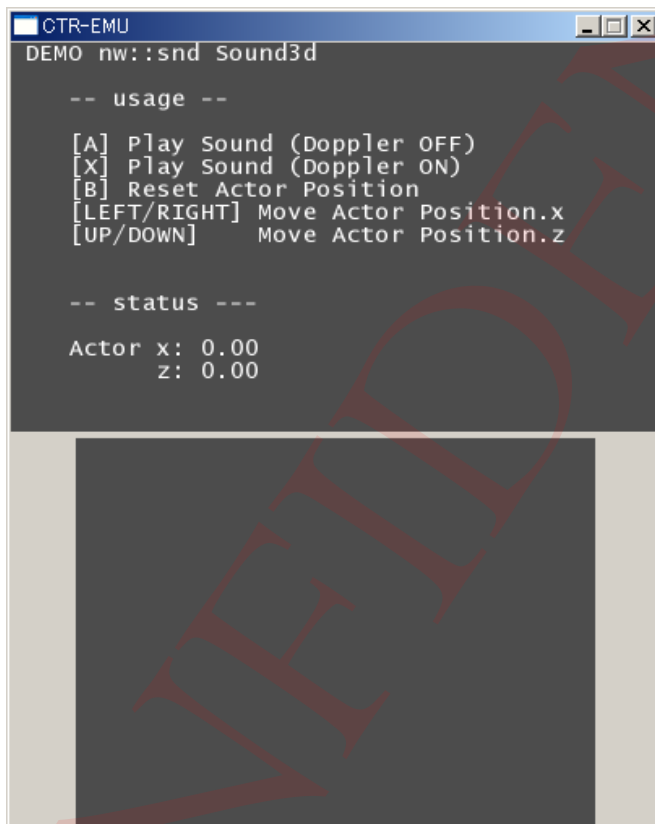 CTR-EMU
DEMO nw::snd Sound3d
-- usage --
[A] Play Sound (Doppler OFF)
[X] Play Sound (Doppler ON)
[B] Reset Actor Position
[LEFT/RIGHT] Move Actor Position.x
[UP/DOWN] Move Actor Position.z
-- status ---
Actor x: 0.00
z: 0.00